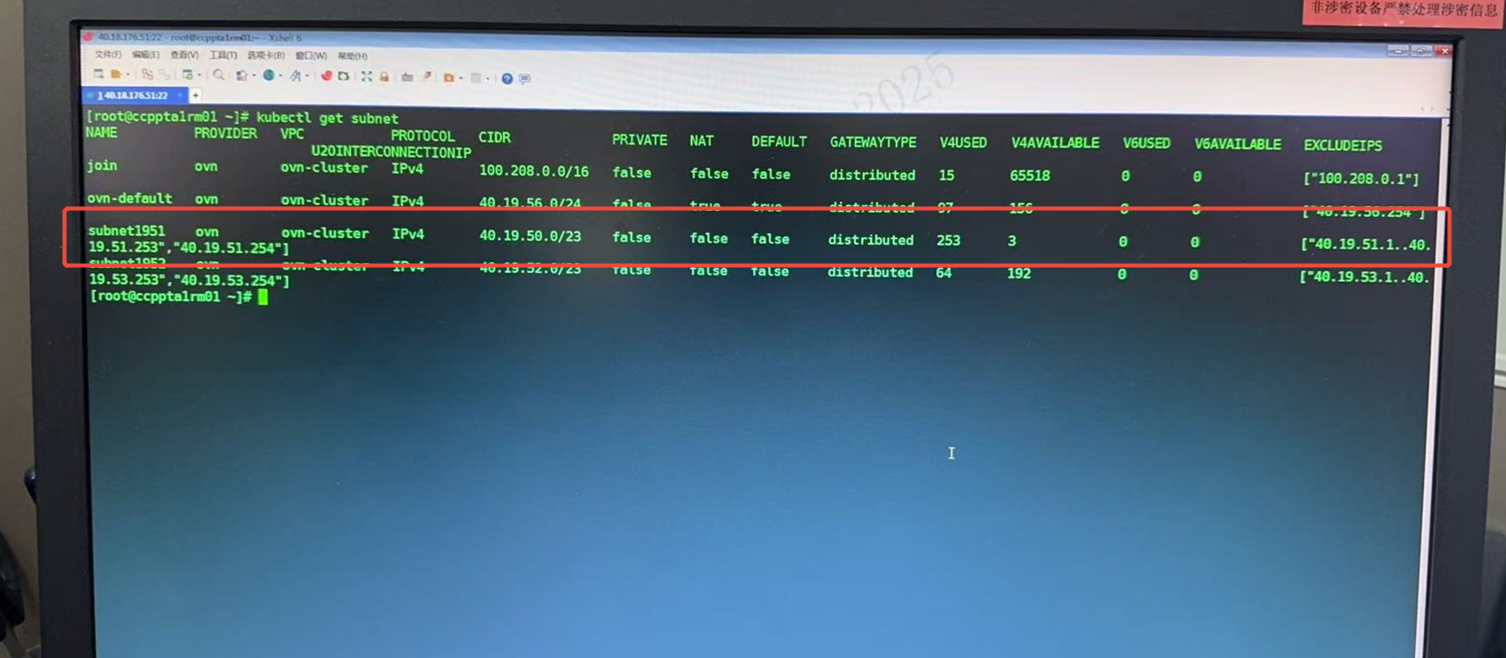 非涉密设备严禁处理涉密信息
40.18.176.51:22 - root@ccppta1rm01:~ - Xshell 6
文件(F) 编辑(E) 查看(V) 工具(T) 选项卡(B) 窗口(W) 帮助(H)
1 40.18.176.51:22
2025
[root@ccppta1rm01 ~]# kubectl get subnet
NAME PROVIDER VPC PROTOCOL CIDR PRIVATE NAT DEFAULT GATEWAYTYPE V4USED V4AVAILABLE V6USED V6AVAILABLE EXCLUDEIPS
U2OINTERCONNECTIONIP
join ovn ovn-cluster IPv4 100.208.0.0/16 false false false distributed 15 65518 0 0 ["100.208.0.1"]
ovn-default ovn ovn-cluster IPv4 40.19.56.0/24 false true true distributed 97 156 0 0 ["40.19.56.254"]
subnet1951 ovn ovn-cluster IPv4 40.19.50.0/23 false false false distributed 253 3 0 0 ["40.19.51.1..40.
19.51.253","40.19.51.254"]
subnet1952 ovn ovn-cluster IPv4 40.19.52.0/23 false false false distributed 64 192 0 0 ["40.19.53.1..40.
19.53.253","40.19.53.254"]
[root@ccppta1rm01 ~]#